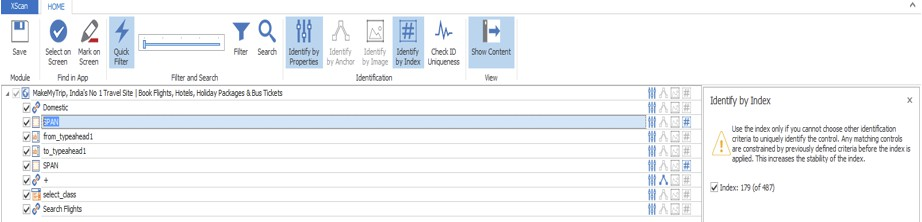 XScan HOME
Save Select on Screen Mark on Screen Quick Filter Filter Search Identify by Properties Identify by Anchor Identify by Image Identify by Index Check ID Uniqueness Show Content
Module Find in App Filter and Search Identification View
MakeMyTrip, India's No 1 Travel Site | Book Flights, Hotels, Holiday Packages & Bus Tickets
Domestic
SPAN
from_typeahead1
to_typeahead1
SPAN
+
select_class
Search Flights
Identify by Index x
Use the index only if you cannot choose other identification
criteria to uniquely identify the control. Any matching controls
are constrained by previously defined criteria before the index is
applied. This increases the stability of the index.
Index: 179 (of 487)